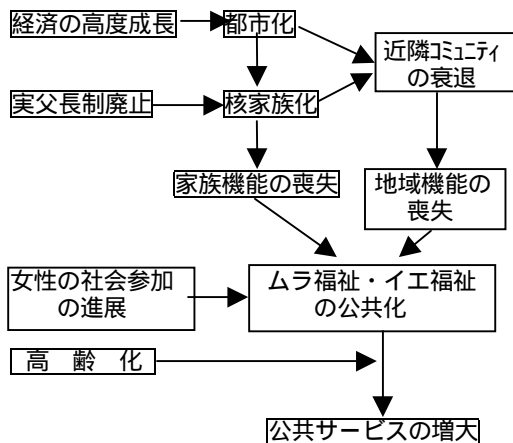 経済の高度成長
都市化
近隣コミュニティ
の衰退
実父長制廃止
核家族化
家族機能の喪失
地域機能の
喪失
女性の社会参加
の進展
ムラ福祉・イエ福祉
の公共化
高 齢 化
公共サービスの増大